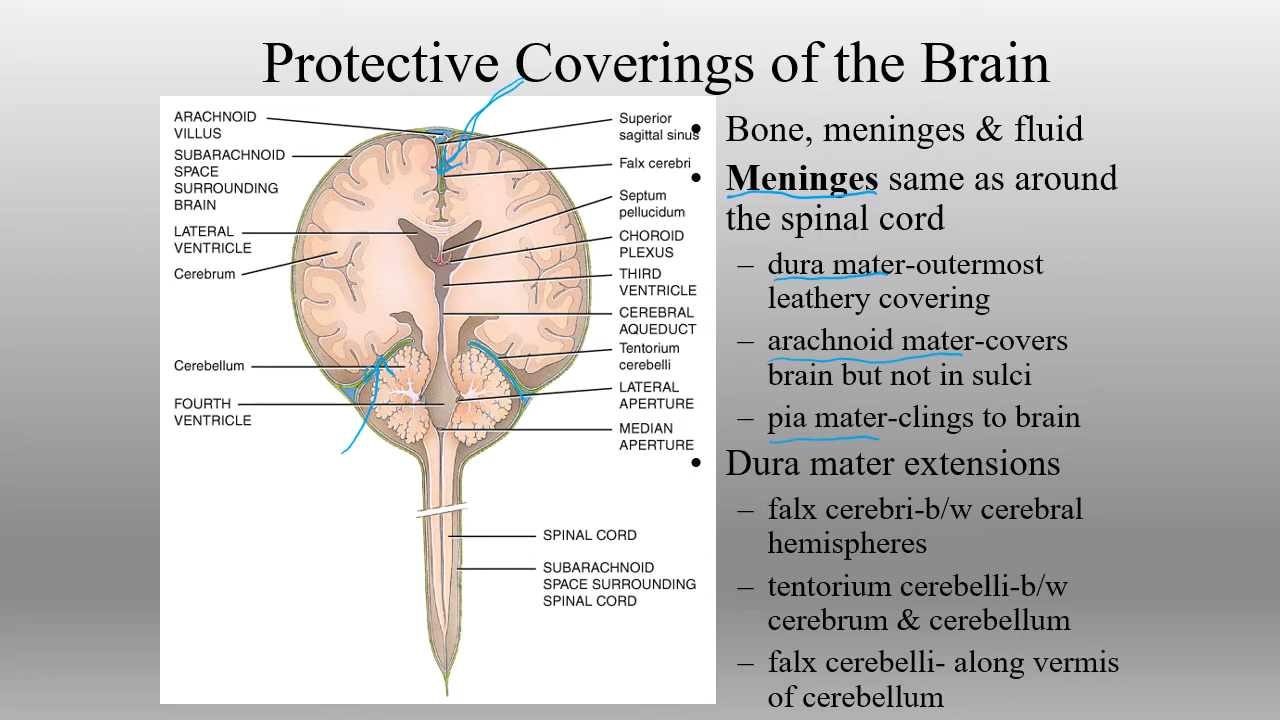 Protective Coverings of the Brain
ARACHNOID
VILLUS
SUBARACHNOID
SPACE
SURROUNDING
BRAIN
LATERAL
VENTRICLE
Cerebrum
Cerebellum
FOURTH
VENTRICLE
Superior
sagittal sinus
Falx cerebri
Septum
pellucidum
CHOROID
PLEXUS
THIRD
VENTRICLE
CEREBRAL
AQUEDUCT
Tentorium
cerebelli
LATERAL
APERTURE
MEDIAN
APERTURE
SPINAL CORD
SUBARACHNOID
SPACE SURROUNDING
SPINAL CORD
• Bone, meninges & fluid
• Meninges same as around
the spinal cord
– dura mater-outermost
leathery covering
– arachnoid mater-covers
brain but not in sulci
– pia mater-clings to brain
• Dura mater extensions
– falx cerebri-b/w cerebral
hemispheres
– tentorium cerebelli-b/w
cerebrum & cerebellum
– falx cerebelli- along vermis
of cerebellum